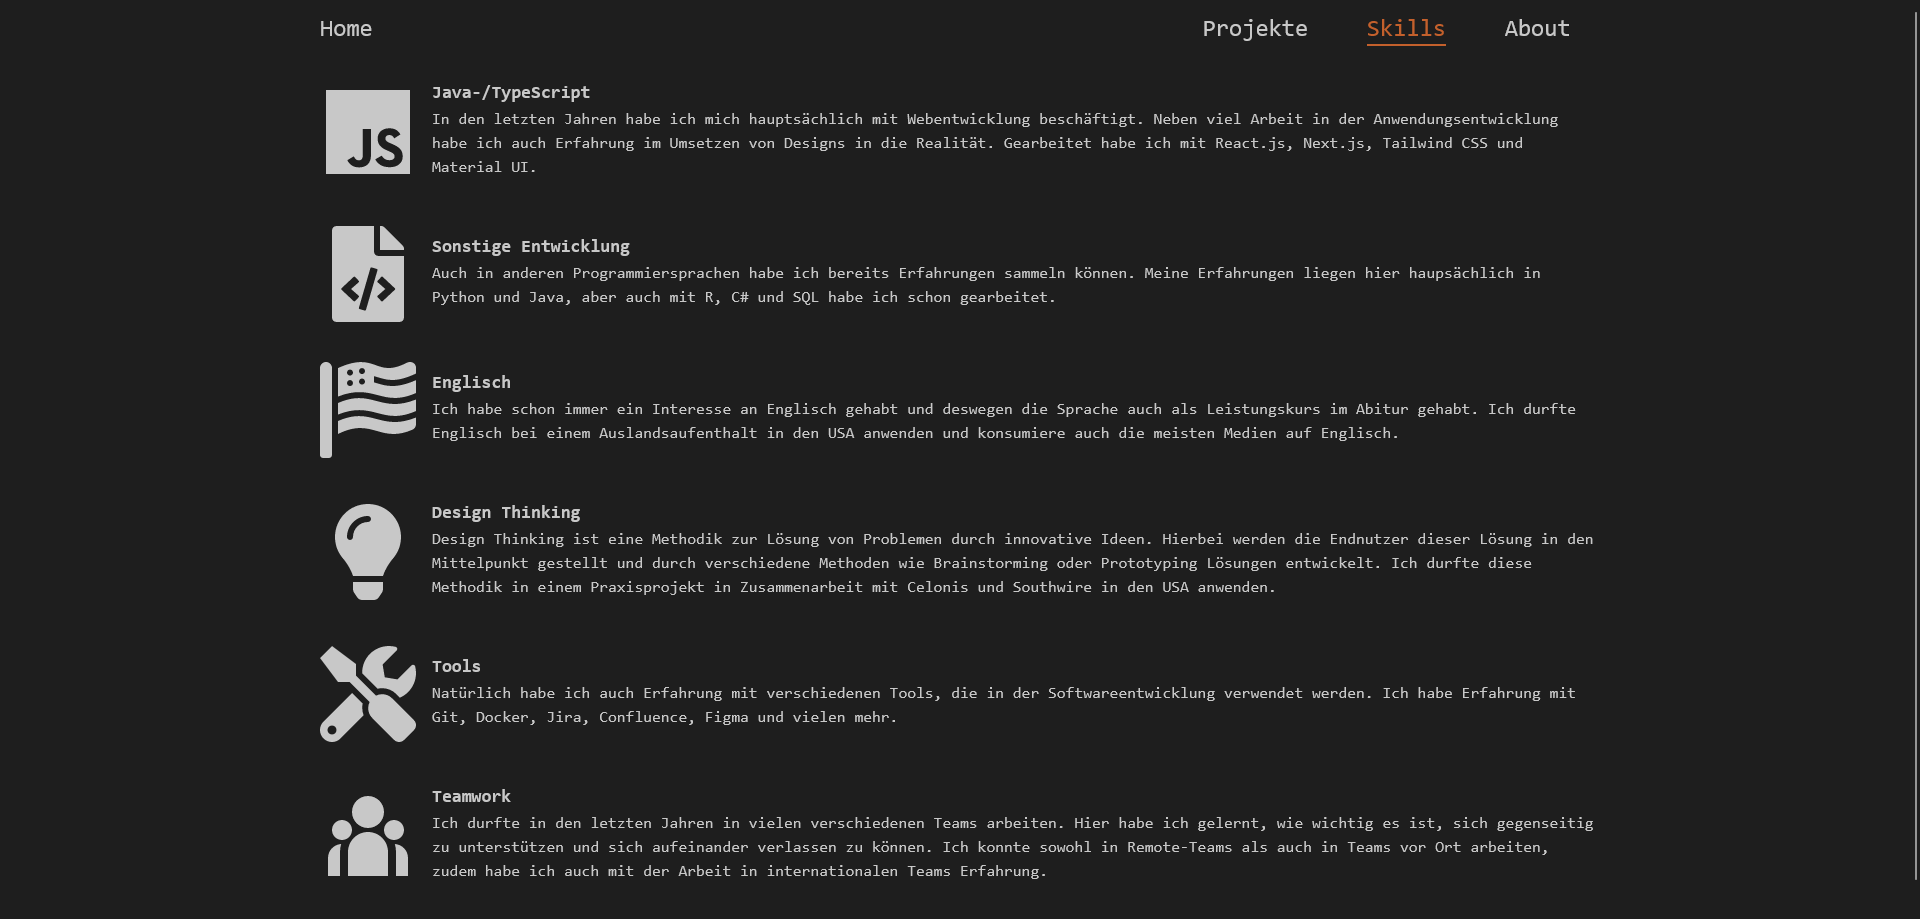 Home Projekte Skills About
Java-/TypeScript
In den letzten Jahren habe ich mich hauptsächlich mit Webentwicklung beschäftigt. Neben viel Arbeit in der Anwendungsentwicklung
JS
habe ich auch Erfahrung im Umsetzen von Designs in die Realität. Gearbeitet habe ich mit React.js, Next.js, Tailwind CSS und
Material UI.
Sonstige Entwicklung
Auch in anderen Programmiersprachen habe ich bereits Erfahrungen sammeln können. Meine Erfahrungen liegen hier haupsächlich in
</>
Python und Java, aber auch mit R, C# und SQL habe ich schon gearbeitet.
Englisch
Ich habe schon immer ein Interesse an Englisch gehabt und deswegen die Sprache auch als Leistungskurs im Abitur gehabt. Ich durfte
Englisch bei einem Auslandsaufenthalt in den USA anwenden und konsumiere auch die meisten Medien auf Englisch.
Design Thinking
Design Thinking ist eine Methodik zur Lösung von Problemen durch innovative Ideen. Hierbei werden die Endnutzer dieser Lösung in den
Mittelpunkt gestellt und durch verschiedene Methoden wie Brainstorming oder Prototyping Lösungen entwickelt. Ich durfte diese
Methodik in einem Praxisprojekt in Zusammenarbeit mit Celonis und Southwire in den USA anwenden.
Tools
Natürlich habe ich auch Erfahrung mit verschiedenen Tools, die in der Softwareentwicklung verwendet werden. Ich habe Erfahrung mit
Git, Docker, Jira, Confluence, Figma und vielen mehr.
Teamwork
Ich durfte in den letzten Jahren in vielen verschiedenen Teams arbeiten. Hier habe ich gelernt, wie wichtig es ist, sich gegenseitig
zu unterstützen und sich aufeinander verlassen zu können. Ich konnte sowohl in Remote-Teams als auch in Teams vor Ort arbeiten,
zudem habe ich auch mit der Arbeit in internationalen Teams Erfahrung.